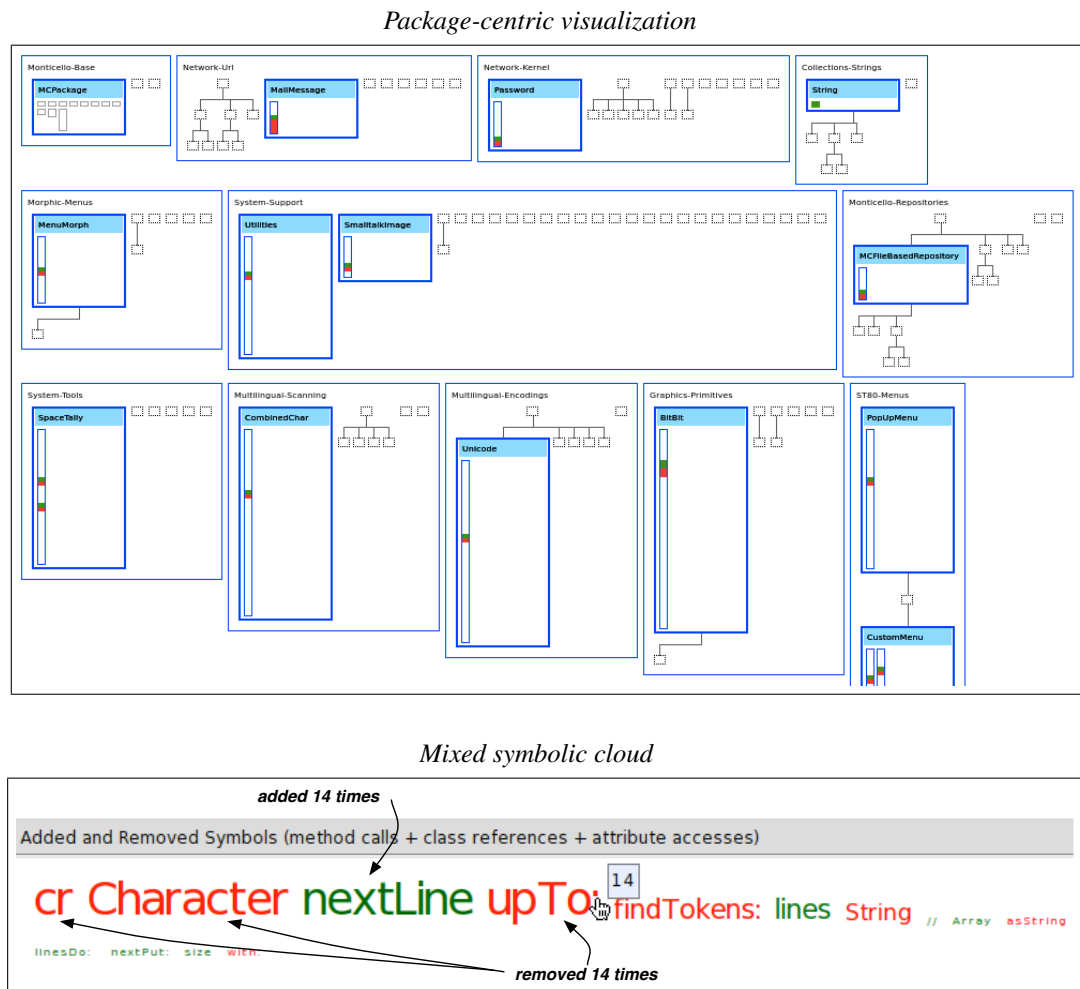 Package-centric visualization
Monticello-Base
Network-Url
Network-Kernel
Collections-Strings
MCPackage
MailMessage
Password
String
Morphic-Menus
System-Support
Monticello-Repositories
MenuMorph
Utilities
SmalltalkImage
MCFileBasedRepository
System-Tools
Multilingual-Scanning
Multilingual-Encodings
Graphics-Primitives
ST80-Menus
SpaceTally
CombinedChar
Unicode
BitBlt
PopUpMenu
CustomMenu
Mixed symbolic cloud
added 14 times
Added and Removed Symbols (method calls + class references + attribute accesses)
14
cr Character nextLine upTo: findTokens: lines String // Array asString
linesDo: nextPut: size with:
removed 14 times